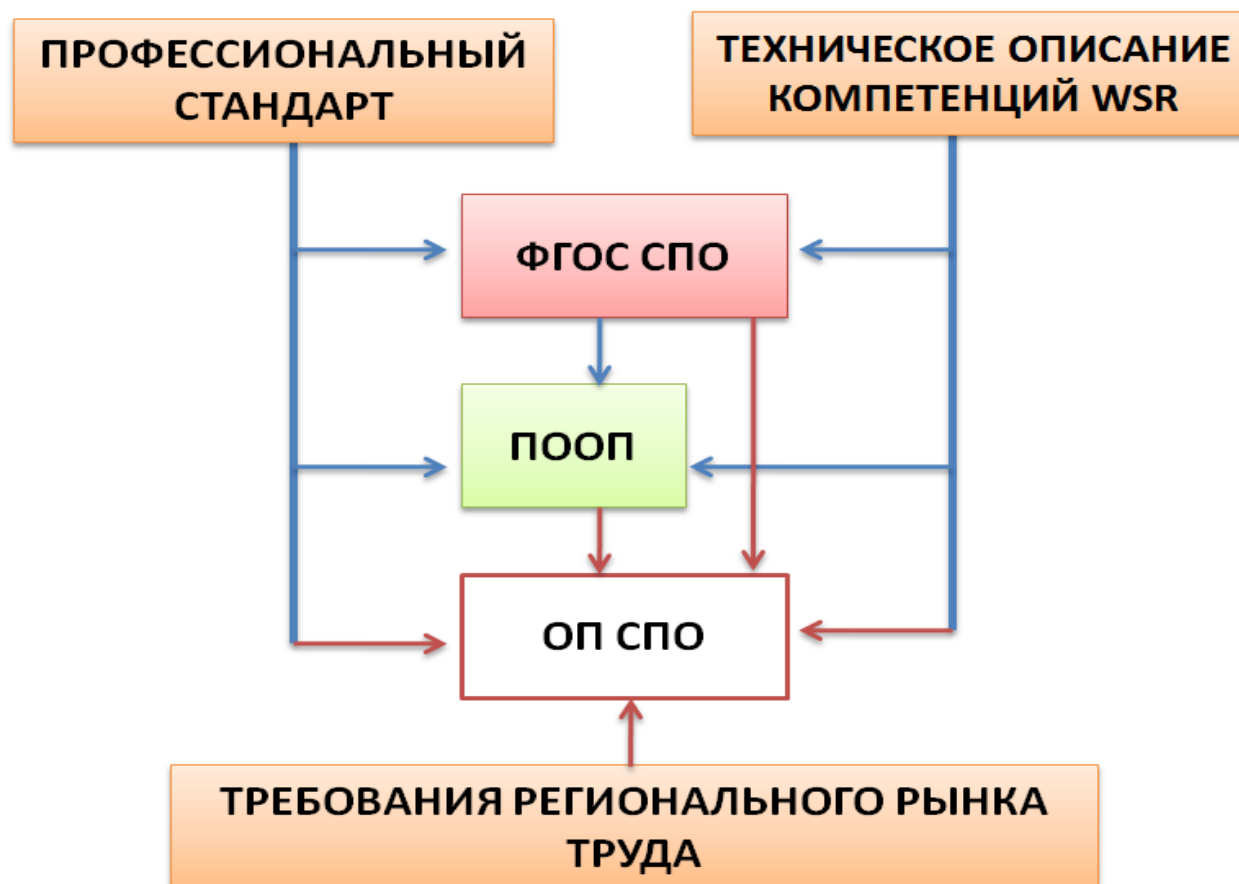 ПРОФЕССИОНАЛЬНЫЙ
СТАНДАРТ
ТЕХНИЧЕСКОЕ ОПИСАНИЕ
КОМПЕТЕНЦИЙ WSR
ФГОС СПО
ПООП
ОП СПО
ТРЕБОВАНИЯ РЕГИОНАЛЬНОГО РЫНКА
ТРУДА